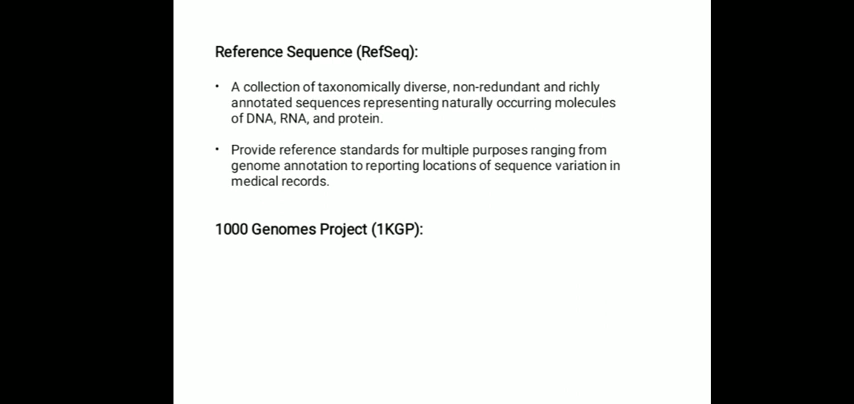 Reference Sequence (RefSeq):
• A collection of taxonomically diverse, non-redundant and richly
annotated sequences representing naturally occurring molecules
of DNA, RNA, and protein.
• Provide reference standards for multiple purposes ranging from
genome annotation to reporting locations of sequence variation in
medical records.
1000 Genomes Project (1KGP):